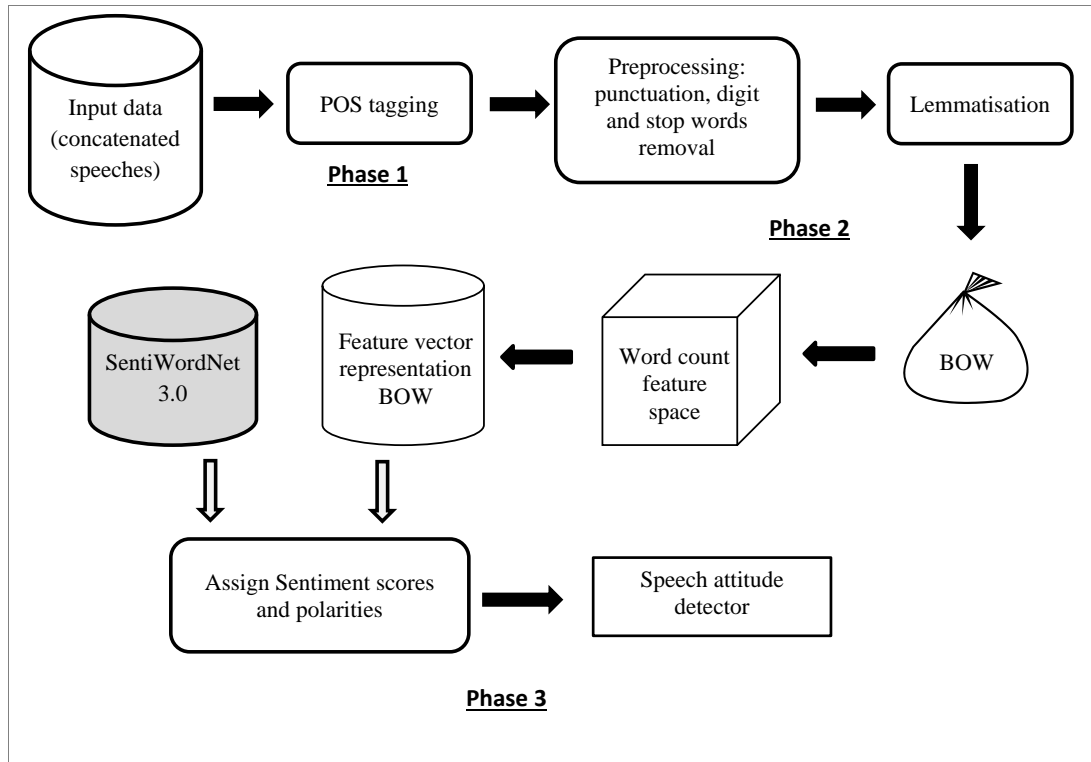 Input data
(concatenated
speeches)
POS tagging
Preprocessing:
punctuation, digit
and stop words
removal
Lemmatisation
Phase 1
Phase 2
SentiWordNet
3.0
Feature vector
representation
BOW
Word count
feature
space
BOW
Assign Sentiment scores
and polarities
Speech attitude
detector
Phase 3